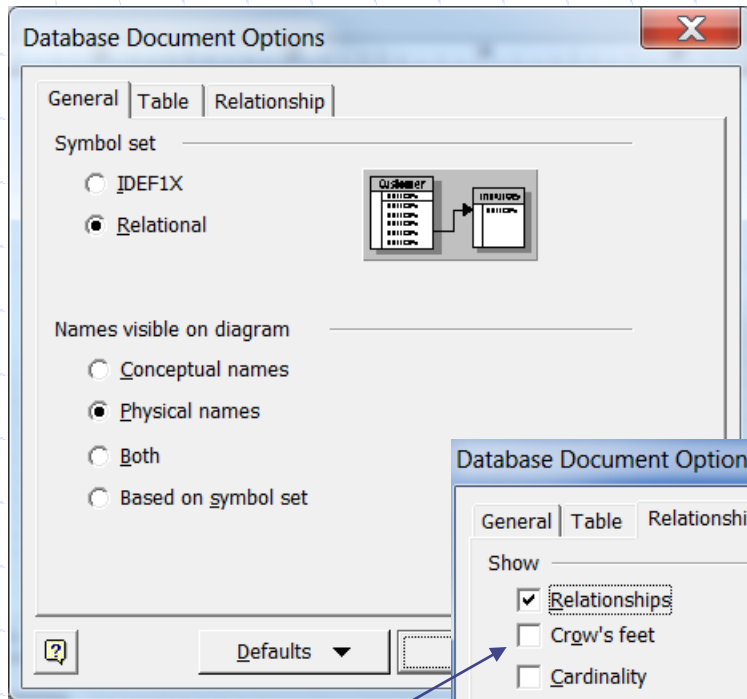 Database Document Options
General Table Relationship
Symbol set
IDEF1X
Relational
Customer
Names visible on diagram
Conceptual names
Physical names
Both
Based on symbol set
Defaults
Database Document Option
General Table Relationshi
Show
Relationships
Crow's feet
Cardinality